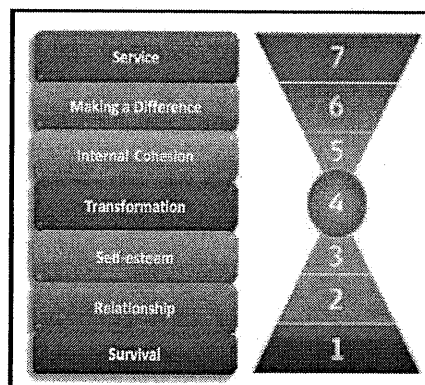 Service 7
Making a Difference 6
Internal Cohesion 5
Transformation 4
Self-esteem 3
Relationship 2
Survival 1